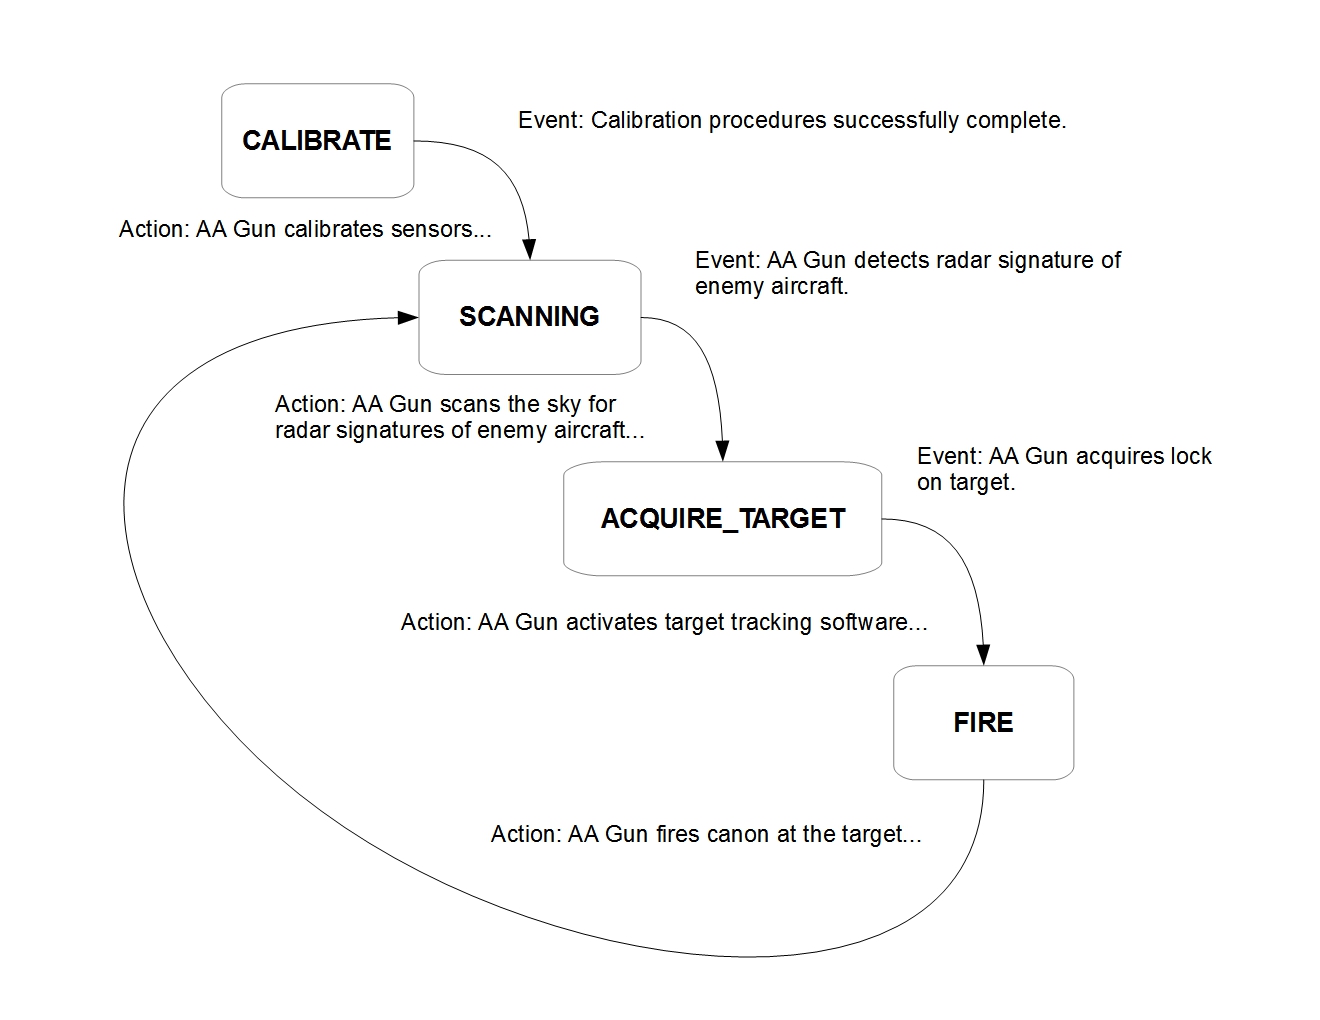 CALIBRATE
Event: Calibration procedures successfully complete.
Action: AA Gun calibrates sensors...
Event: AA Gun detects radar signature of
enemy aircraft.
SCANNING
Action: AA Gun scans the sky for
radar signatures of enemy aircraft...
Event: AA Gun acquires lock
on target.
ACQUIRE_TARGET
Action: AA Gun activates target tracking software...
FIRE
Action: AA Gun fires canon at the target...